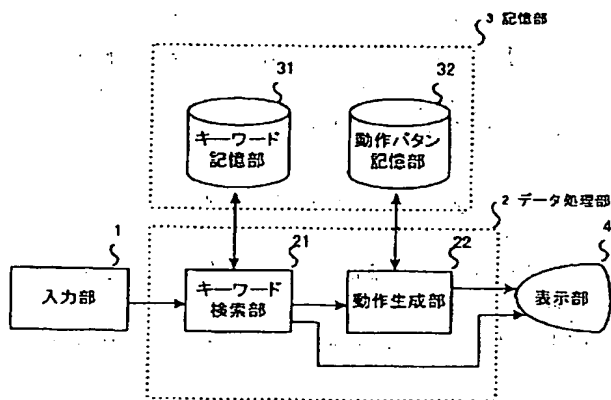 3 記憶部
31
32
キーワード
記憶部
動作パタン
記憶部
2 データ処理部
1
21
22
4
入力部
キーワード
検索部
動作生成部
表示部